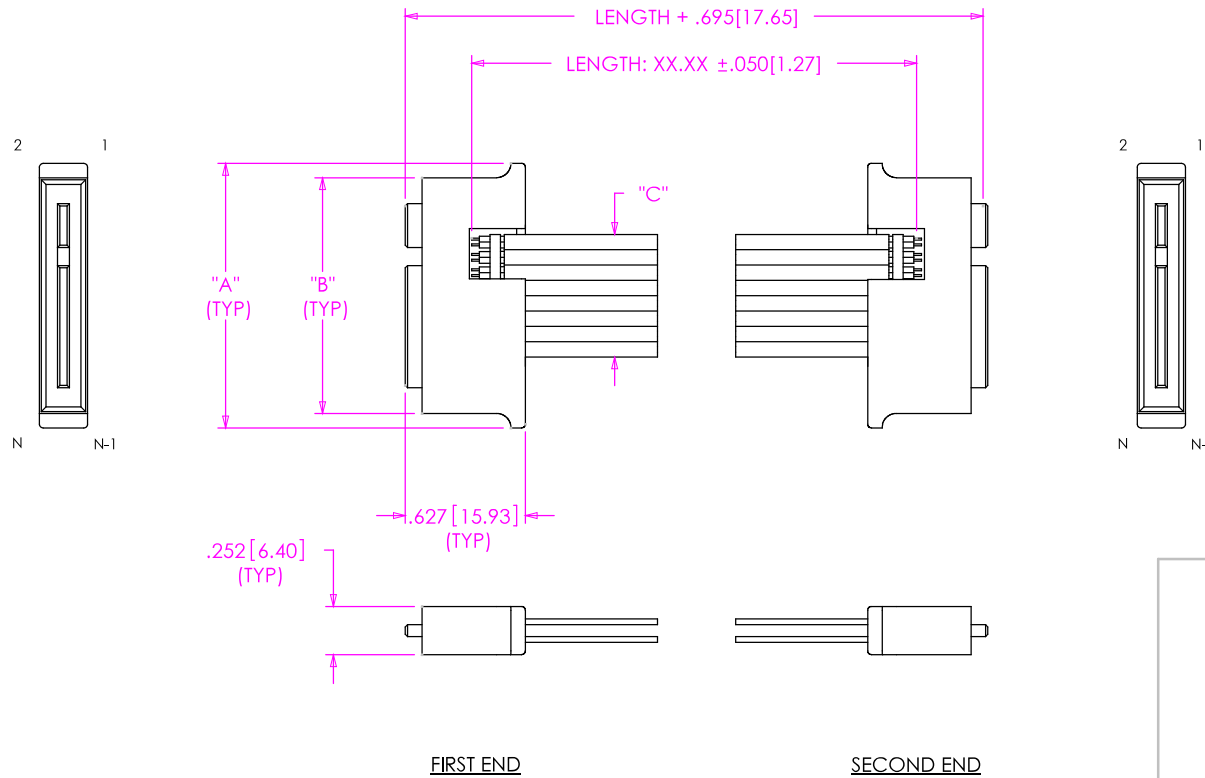 LENGTH + .695[17.65]
LENGTH: XX.XX ±.050[1.27]
2 1
2 1
"C"
"A"
(TYP)
"B"
(TYP)
N N-1
N N-
.627[15.93]
(TYP)
.252[6.40]
(TYP)
FIRST END
SECOND END